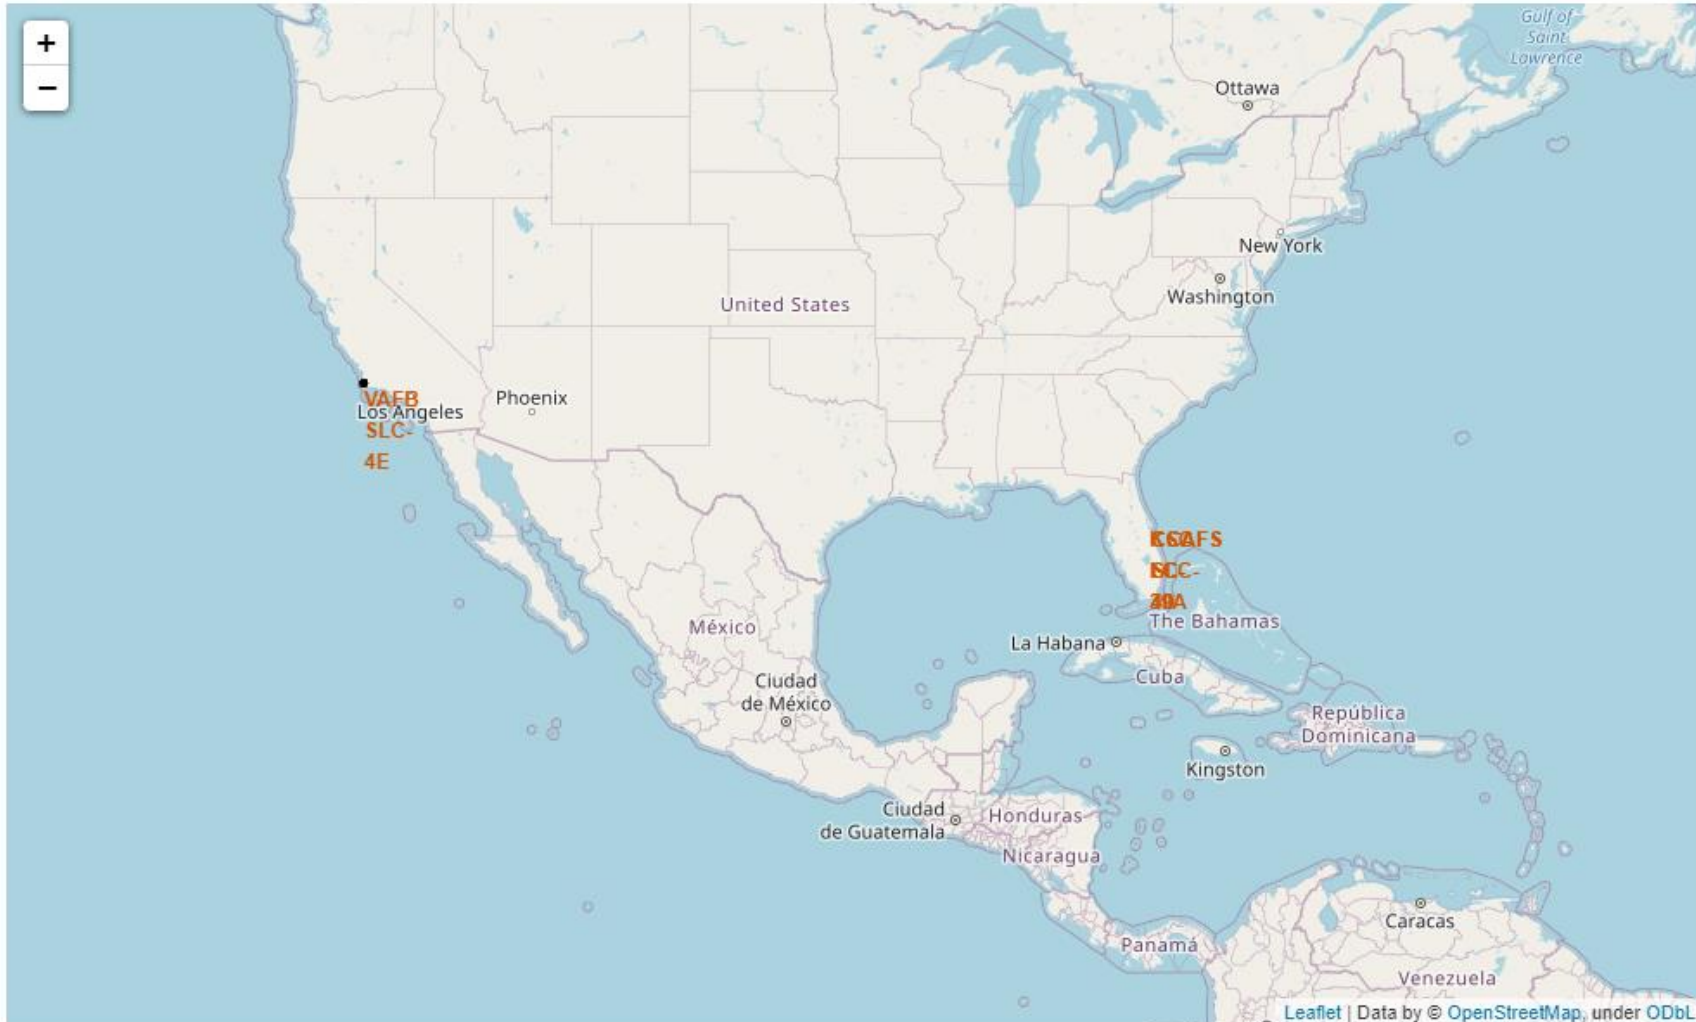 +
−
Gulf of
Saint
Lawrence
Ottawa
New York
Washington
United States
VAFB
Los Angeles
SLC-
4E
Phoenix
The Bahamas
México
La Habana
Cuba
Ciudad
de México
República
Dominicana
Kingston
Ciudad
de Guatemala
Honduras
Nicaragua
Caracas
Panamá
Venezuela
Leaflet | Data by © OpenStreetMap, under ODbL